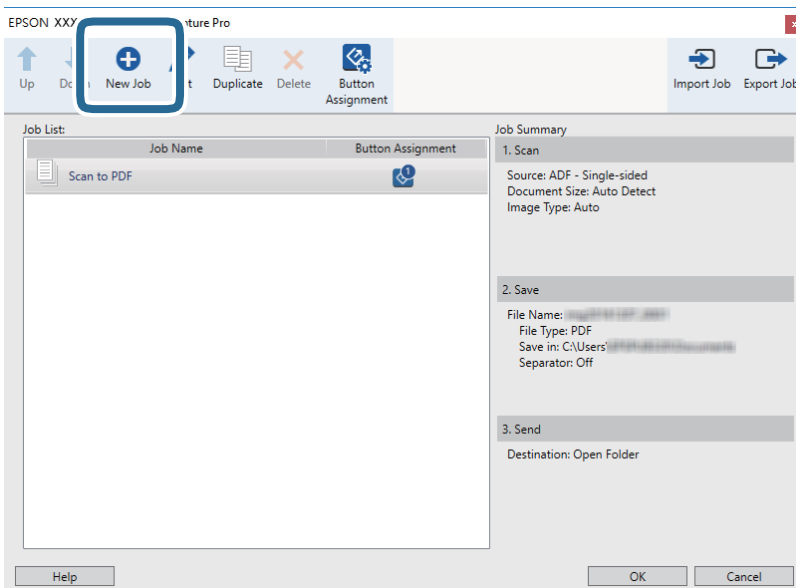 EPSON XXX nture Pro
Up Do n New Job t Duplicate Delete Button Assignment Import Job Export Job
Job List:
Job Name Button Assignment
Scan to PDF 1
Job Summary
1. Scan
Source: ADF - Single-sided
Document Size: Auto Detect
Image Type: Auto
2. Save
File Name:
File Type: PDF
Save in: C:\Users\
Separator: Off
3. Send
Destination: Open Folder
Help OK Cancel